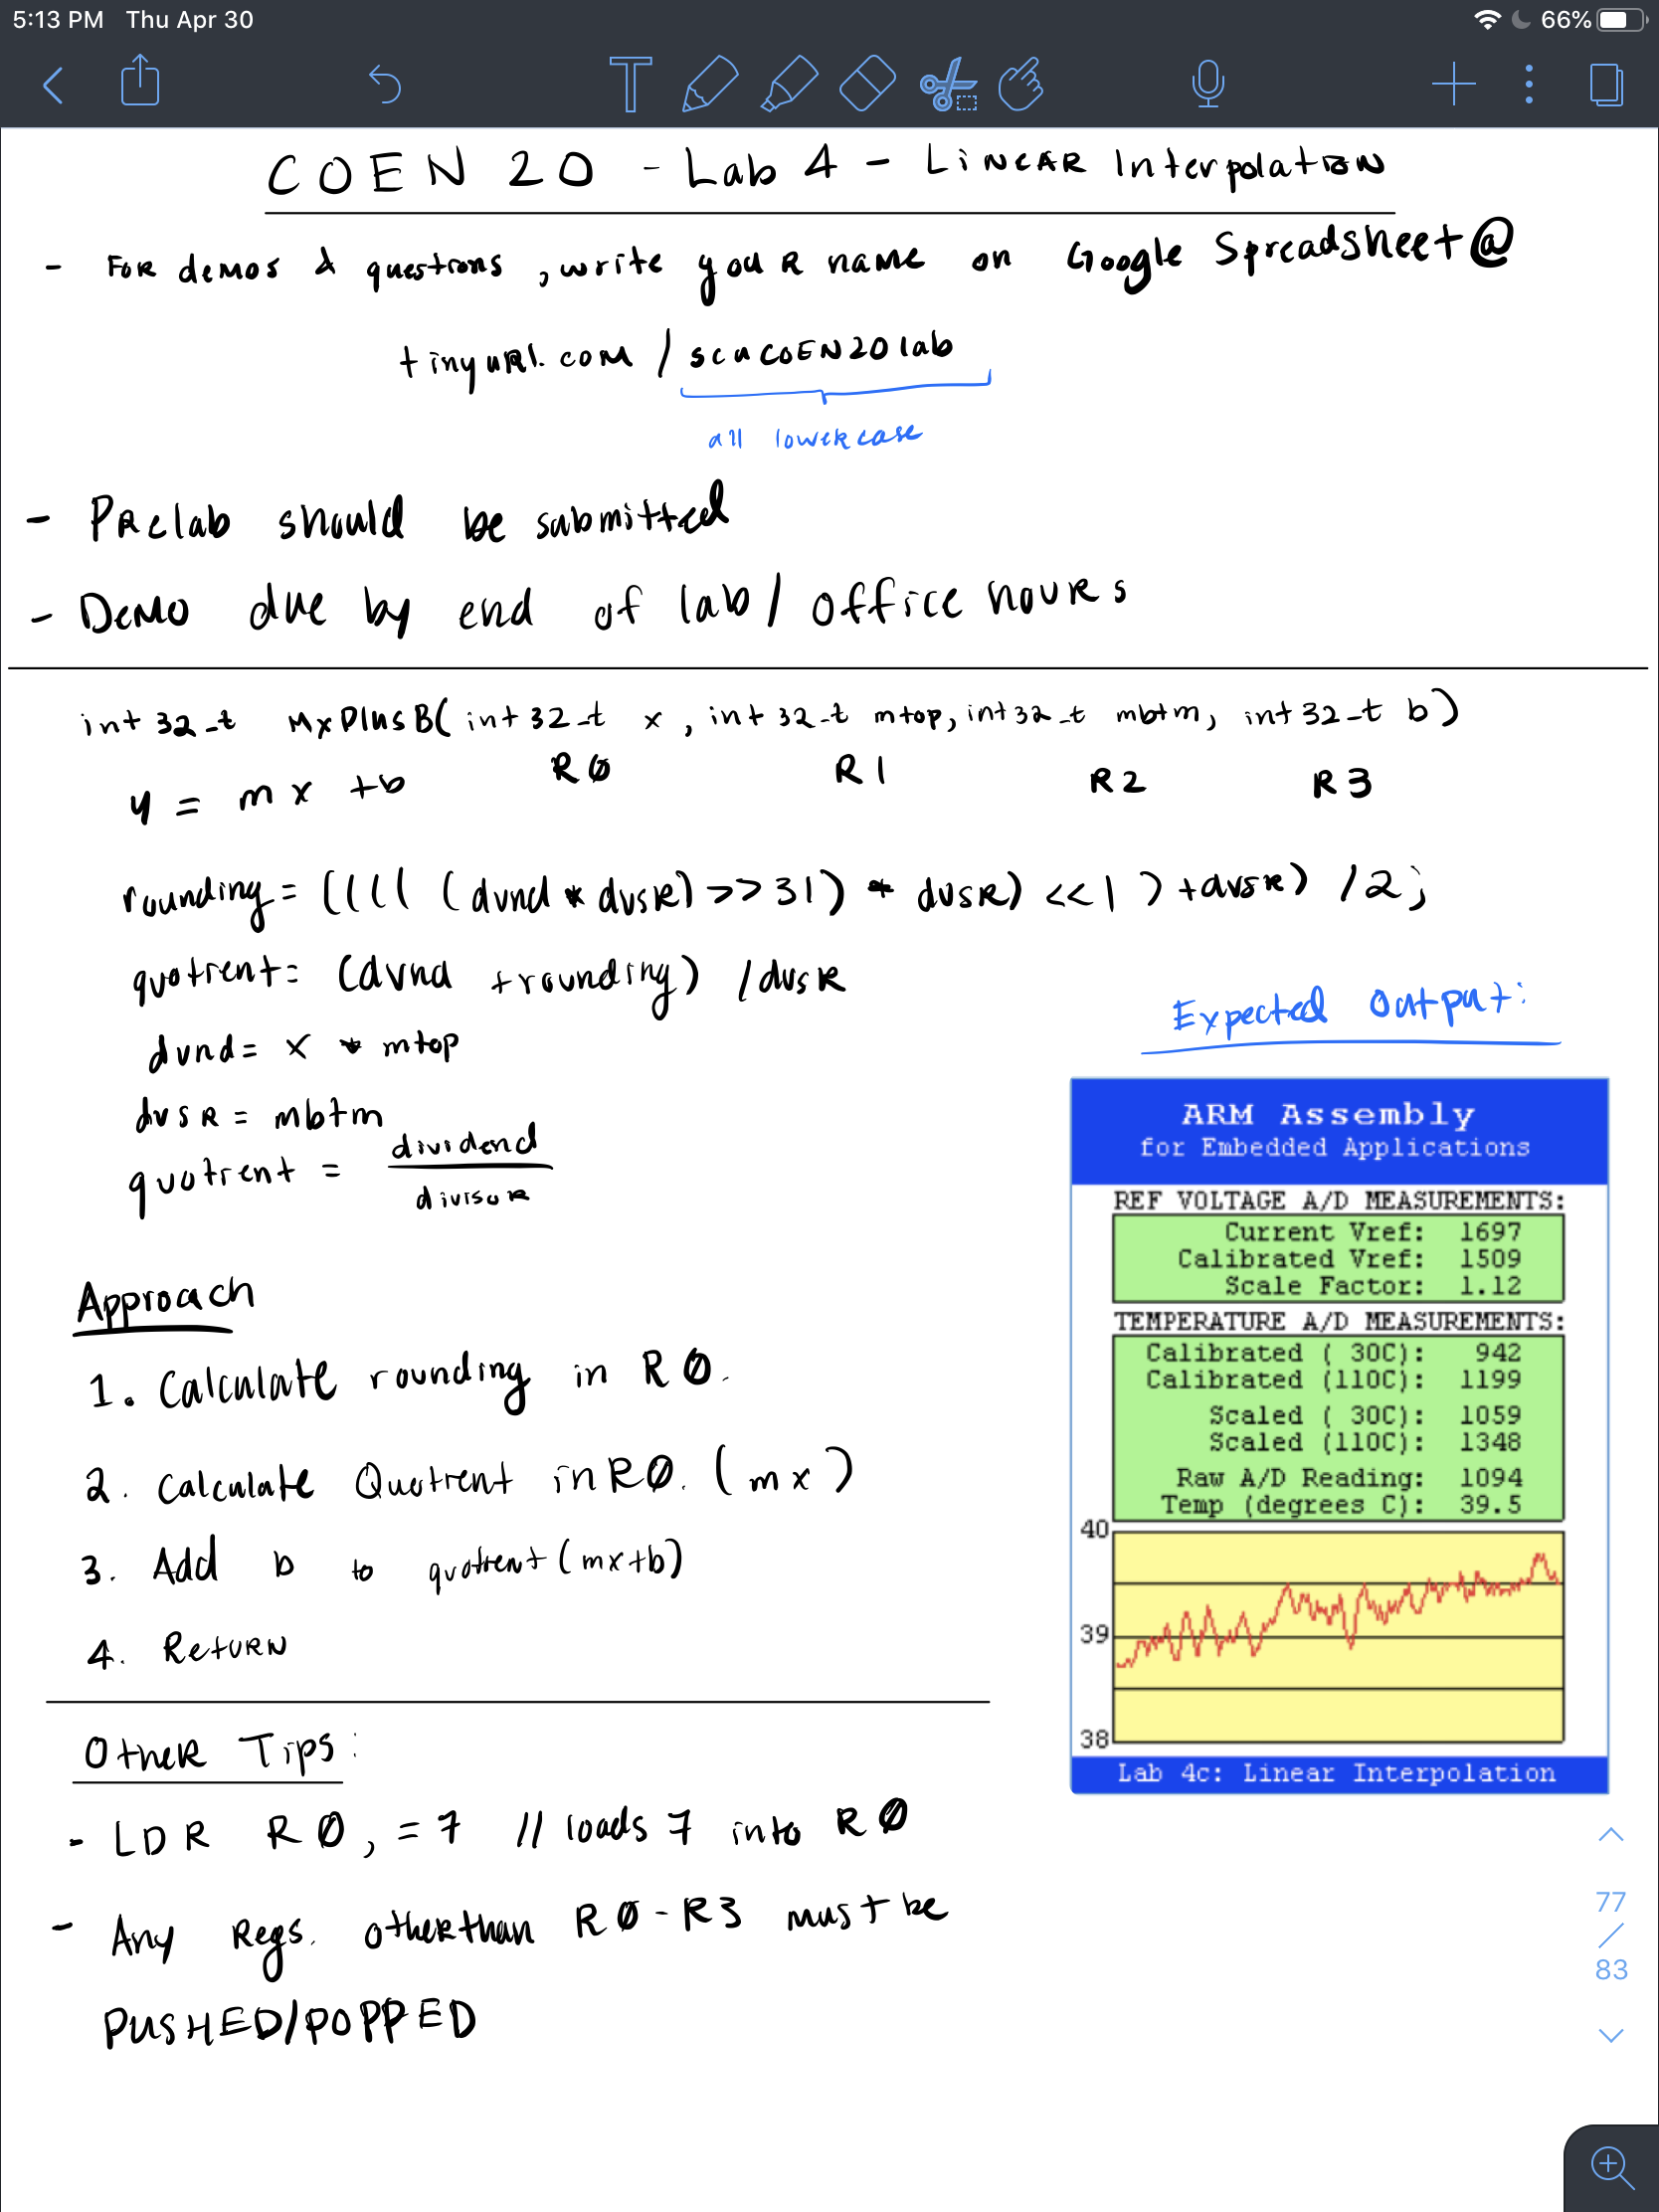 5:13 PM Thu Apr 30 66%
COEN 20 - Lab 4 - Linear Interpolation
- For demos & questions, write your name on Google Spreadsheet @
tinyurl.com / scuCOEN20lab
all lowercase
- Prelab should be submitted
- Demo due by end of lab / office hours
int32_t MxPlusB( int32_t x, int32_t mtop, int32_t mbtm, int32_t b)
R0 R1 R2 R3
y = mx + b
rounding = (((((dvnd * dvsr) >> 31) * dvsr) << 1) + dvsr) / 2;
quotient = (dvnd + rounding) / dvsr
dvnd = x * mtop
dvsr = mbtm
quotient = dividend
divisor
Approach
1. Calculate rounding in R0.
2. Calculate Quotient in R0. (mx)
3. Add b to quotient (mx+b)
4. Return
Other Tips:
- LDR R0, =7 // loads 7 into R0
- Any Regs. other than R0-R3 must be
PUSHED/POPPED
Expected Output:
ARM Assembly
for Embedded Applications
REF VOLTAGE A/D MEASUREMENTS:
Current Vref: 1697
Calibrated Vref: 1509
Scale Factor: 1.12
TEMPERATURE A/D MEASUREMENTS:
Calibrated ( 30C): 942
Calibrated (110C): 1199
Scaled ( 30C): 1059
Scaled (110C): 1348
Raw A/D Reading: 1094
Temp (degrees C): 39.5
40
39
38
Lab 4c: Linear Interpolation
77
/
83